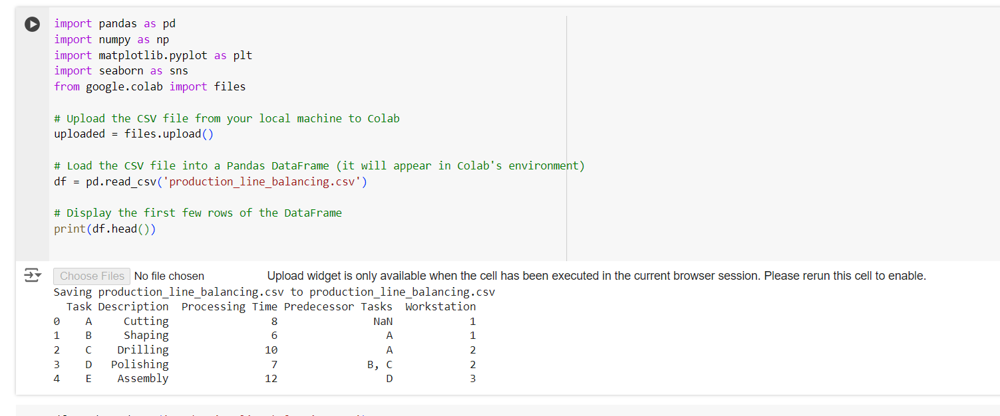 import pandas as pd
import numpy as np
import matplotlib.pyplot as plt
import seaborn as sns
from google.colab import files
# Upload the CSV file from your local machine to Colab
uploaded = files.upload()
# Load the CSV file into a Pandas DataFrame (it will appear in Colab's environment)
df = pd.read_csv('production_line_balancing.csv')
# Display the first few rows of the DataFrame
print(df.head())
Choose Files No file chosen Upload widget is only available when the cell has been executed in the current browser session. Please rerun this cell to enable.
Saving production_line_balancing.csv to production_line_balancing.csv
Task Description Processing Time Predecessor Tasks Workstation
0 A Cutting 8 NaN 1
1 B Shaping 6 A 1
2 C Drilling 10 A 2
3 D Polishing 7 B, C 2
4 E Assembly 12 D 3